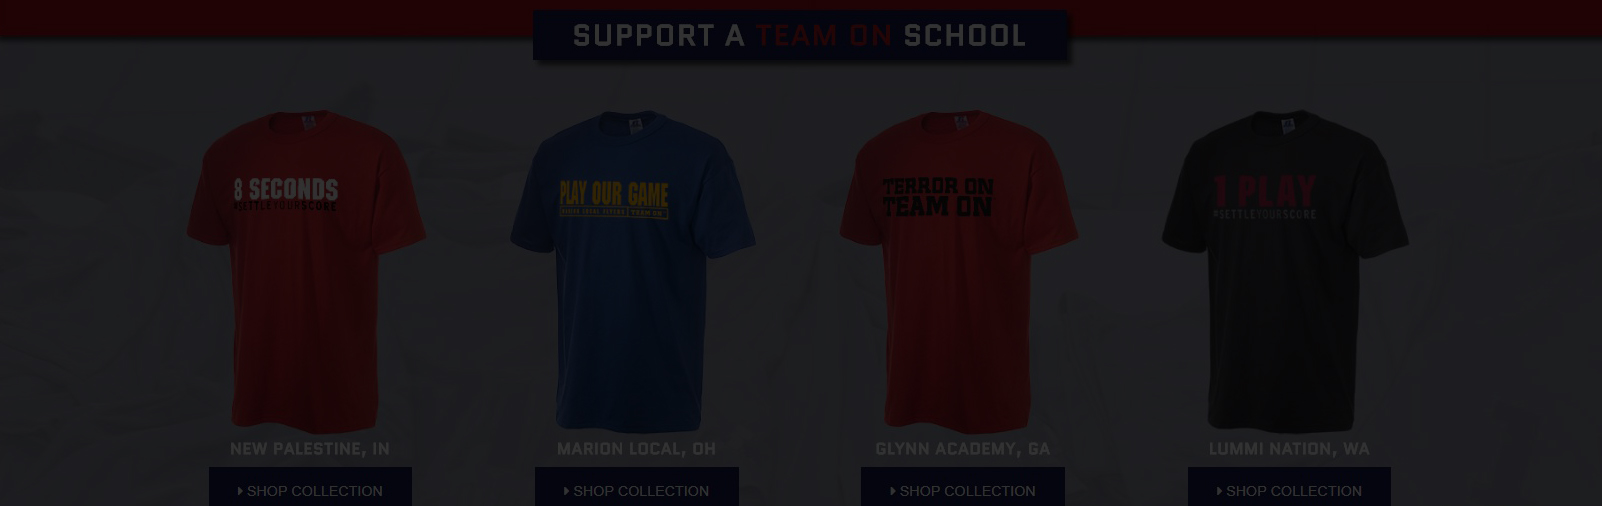 SUPPORT A TEAM ON SCHOOL
8 SECONDS
#SETTLEYOURSCORE
PLAY OUR GAME
TEAM ON
TERROR ON
TEAM ON
1 PLAY
#SETTLEYOURSCORE
NEW PALESTINE, IN
MARION LOCAL, OH
GLYNN ACADEMY, GA
LUMMI NATION, WA
SHOP COLLECTION
SHOP COLLECTION
SHOP COLLECTION
SHOP COLLECTION